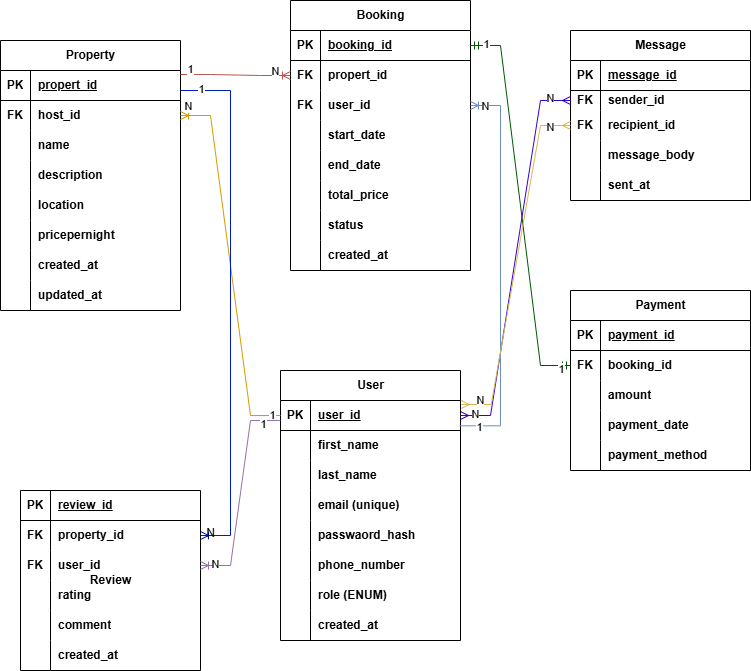 Property
PK propert_id
FK host_id
name
description
location
pricepernight
created_at
updated_at
Booking
PK booking_id
FK propert_id
FK user_id
start_date
end_date
total_price
status
created_at
Message
PK message_id
FK sender_id
FK recipient_id
message_body
sent_at
Payment
PK payment_id
FK booking_id
amount
payment_date
payment_method
User
PK user_id
first_name
last_name
email (unique)
passwaord_hash
phone_number
role (ENUM)
created_at
PK review_id
FK property_id
FK user_id
Review
rating
comment
created_at
1
N
1
N
N
1
1
N
1
1
N
1
N
N
N
N